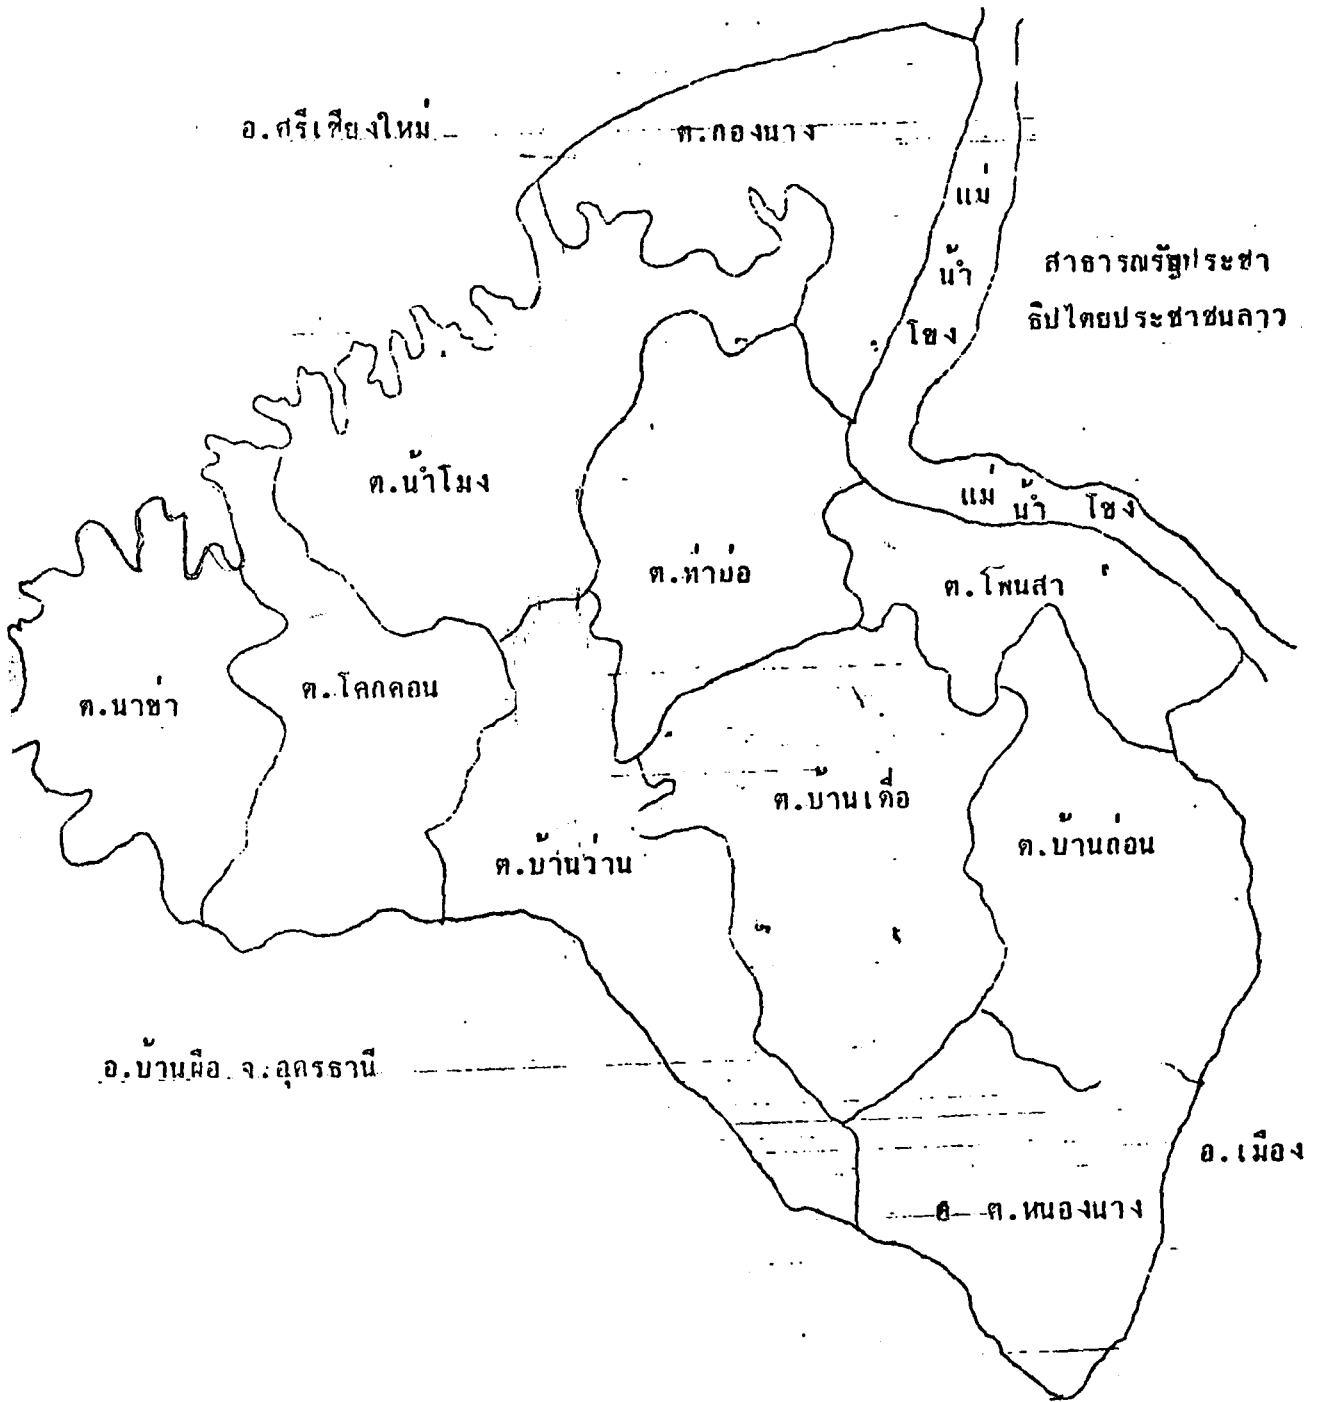 อ.ศรีเชียงใหม่
ต.กองนาง
แม่
น้ำ
โขง
สาธารณรัฐประชา
ธิปไตยประชาชนลาว
ต.น้ำโมง
แม่ น้ำ โขง
ต.ท่าบ่อ
ต.โพนสา
ต.นาข่า
ต.โคกคอน
ต.บ้านเดื่อ
ต.บ้านว่าน
ต.บ้านถ่อน
อ.บ้านผือ จ.อุดรธานี
อ.เมือง
ต.หนองนาง